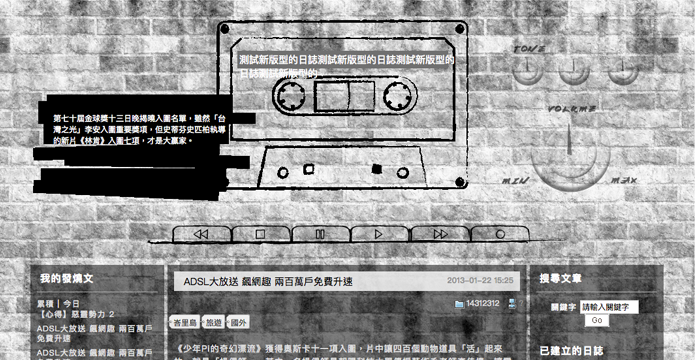 TONE
測試新版型的日誌測試新版型的日誌測試新版型的
日誌測試新版型的
VOLUME
第七十屆金球獎十三日晚揭曉入圍名單,雖然「台
灣之光」李安入圍重要獎項,但史蒂芬史匹柏執導
的新片《林肯》入圍七項,才是大贏家。
MIN
MAX
我的發燒文
累積 | 今日
【心得】惡靈勢力 2
ADSL大放送 飆網趣 兩百萬戶
免費升速
ADSL大放送 飆網趣 兩百萬戶
ADSL大放送 飆網趣 兩百萬戶免費升速
2013-01-22 15:25
14312312
峇里島
旅遊
國外
《少年PI的奇幻漂流》獲得奧斯卡十一項入圍,片中讓四百個動物道具「活」起來
搜尋文章
關鍵字
請輸入關鍵字
Go
已建立的日誌